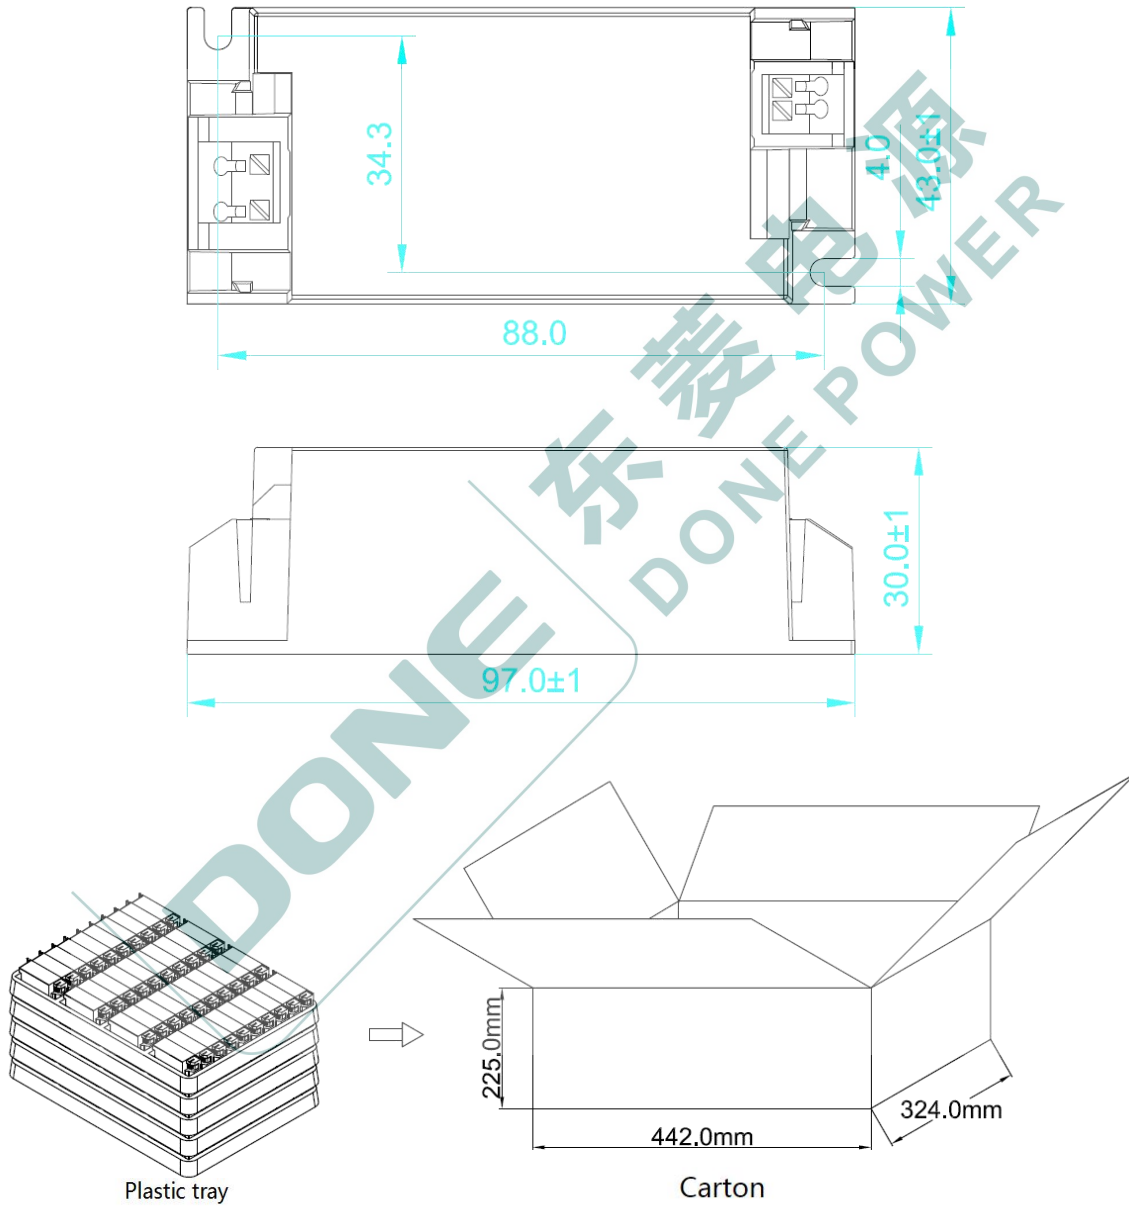 34.3
4.0
43.0±1
88.0
30.0±1
97.0±1
东菱电源
DONE POWER
DONE
225.0mm
442.0mm
324.0mm
Plastic tray
Carton